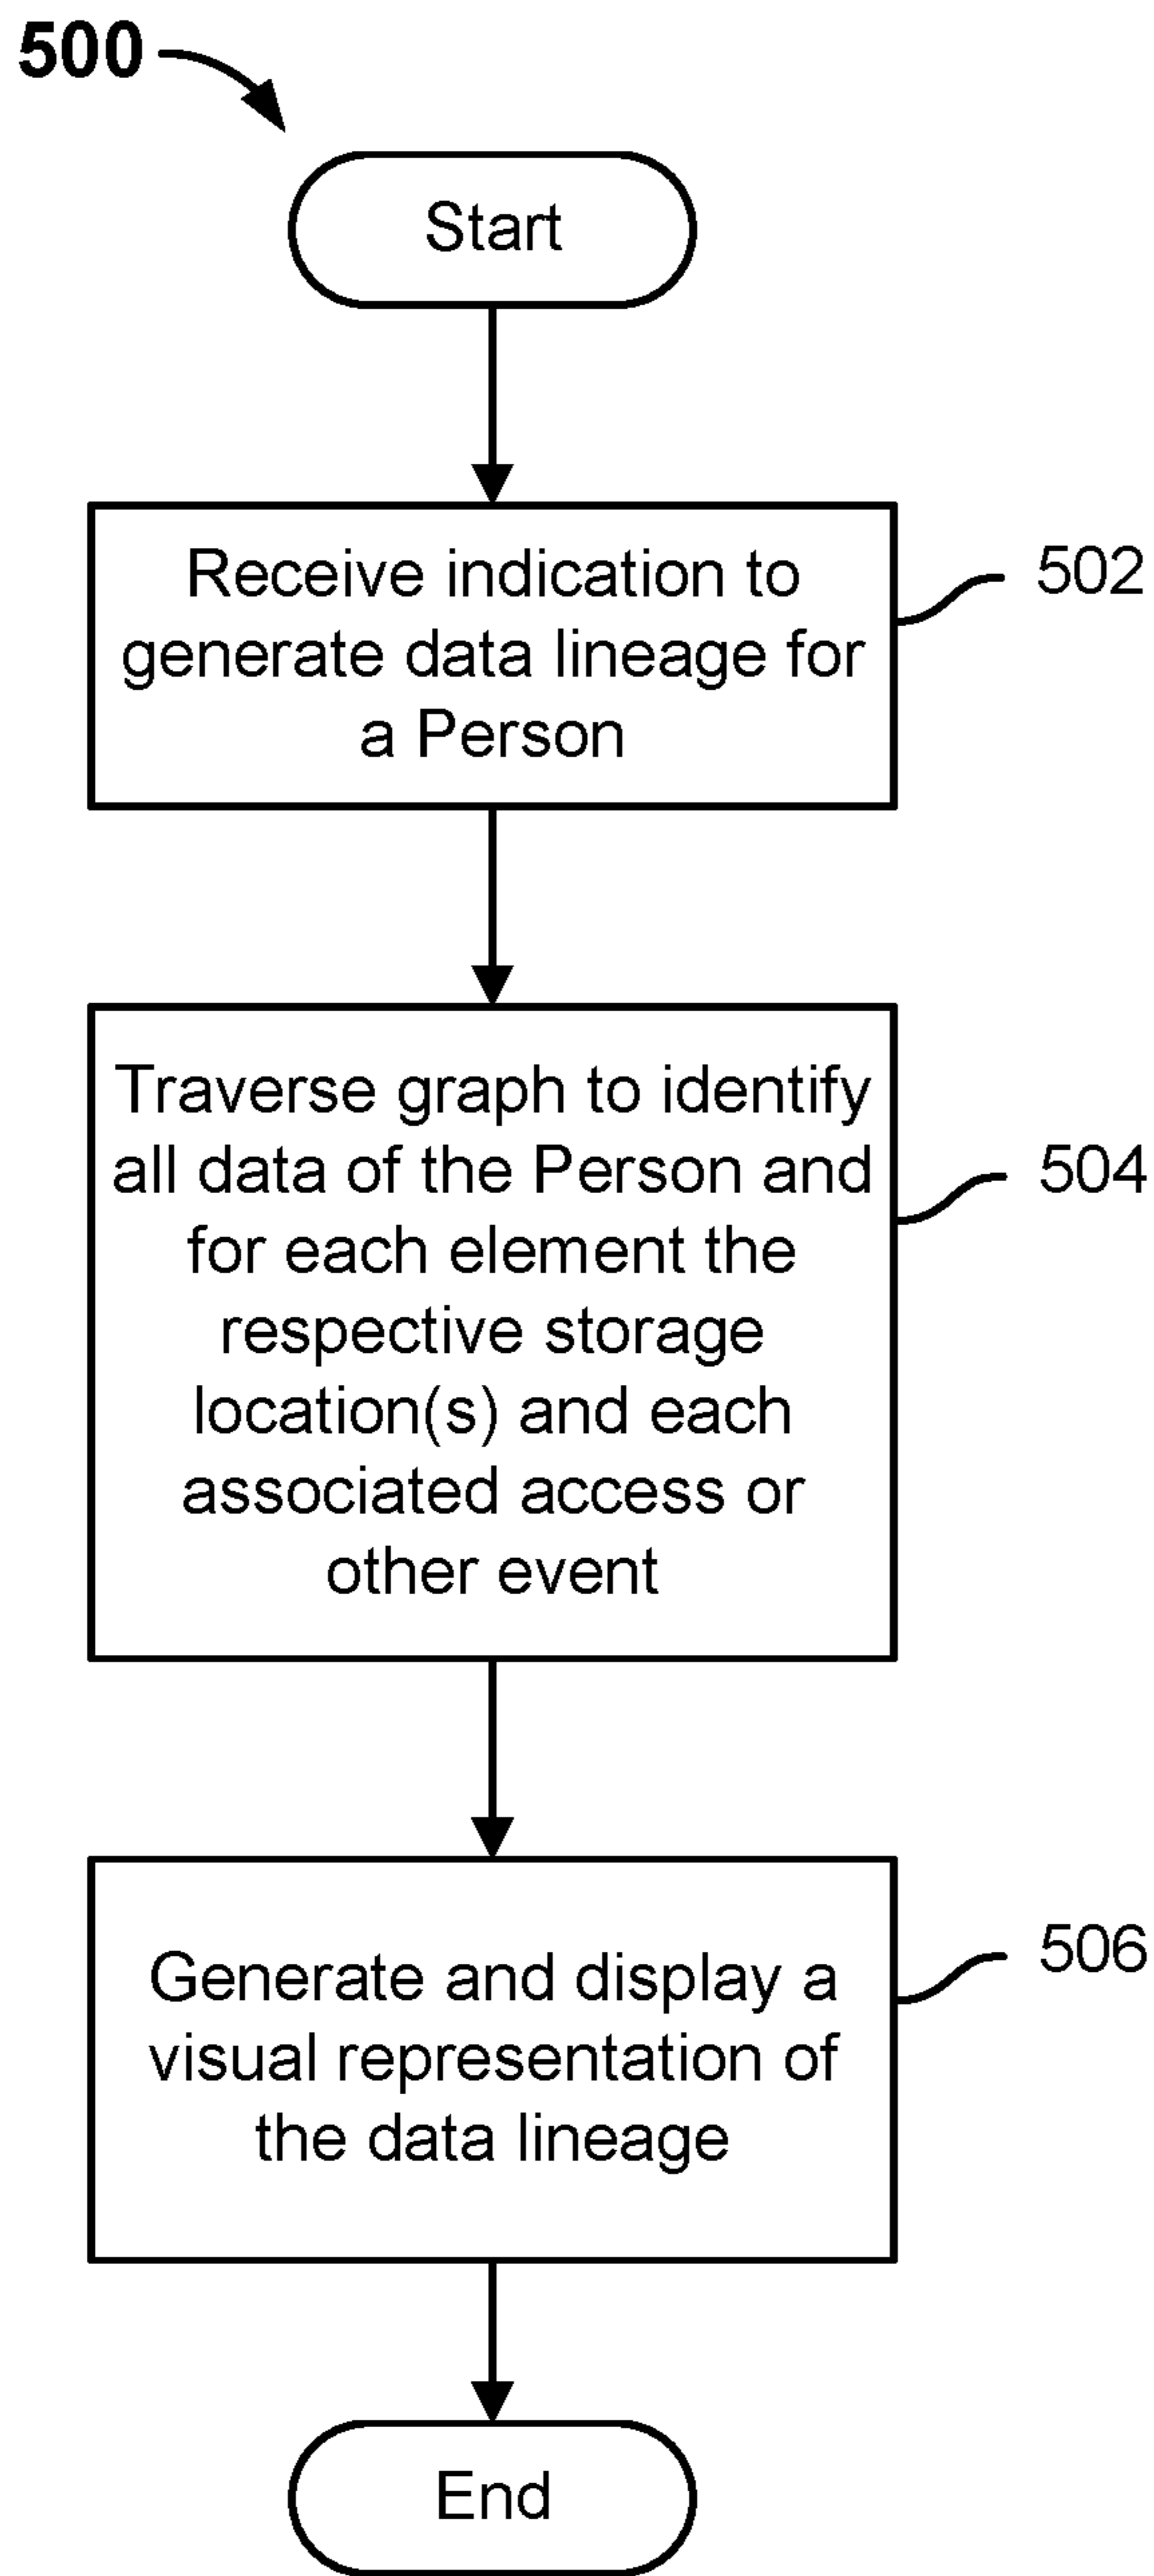 500
Start
Receive indication to
generate data lineage for
a Person
502
Traverse graph to identify
all data of the Person and
for each element the
respective storage
location(s) and each
associated access or
other event
504
Generate and display a
visual representation of
the data lineage
506
End